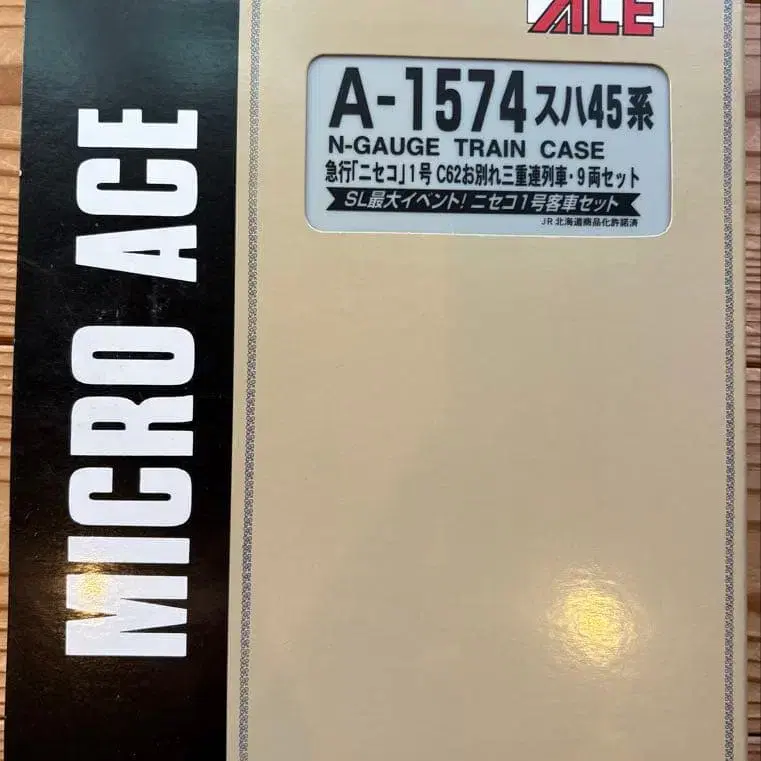 MICRO ACE
ACE
A-1574 スハ45系
N-GAUGE TRAIN CASE
急行「ニセコ」1号 C62お別れ三重連列車・9両セット
SL最大イベント! ニセコ1号客車セット
JR北海道商品化許諾済